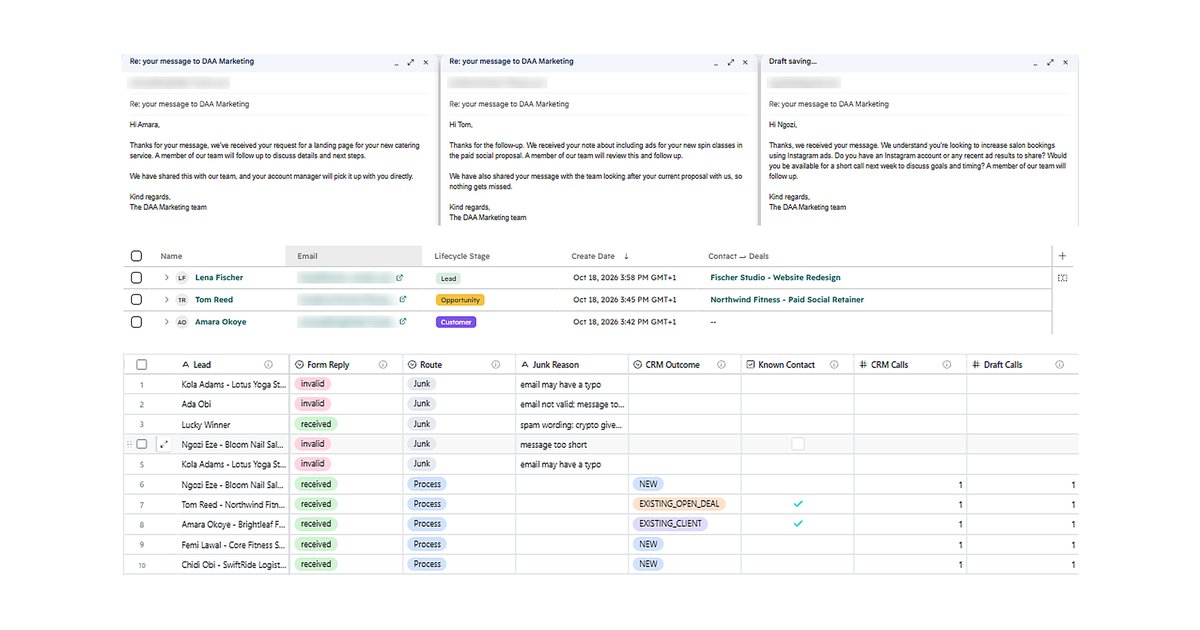 Re: your message to DAA Marketing
Re: your message to DAA Marketing
Hi Amara,
Thanks for your message, we've received your request for a landing page for your new catering
service. A member of our team will follow up to discuss details and next steps.
We have shared this with our team, and your account manager will pick it up with you directly.
Kind regards,
The DAA Marketing team
Re: your message to DAA Marketing
Re: your message to DAA Marketing
Hi Tom,
Thanks for the follow-up. We received your note about including ads for your new spin classes in
the paid social proposal. A member of our team will review this and follow up.
We have also shared your message with the team looking after your current proposal with us, so
nothing gets missed.
Kind regards,
The DAA Marketing team
Draft saving...
Re: your message to DAA Marketing
Hi Ngozi,
Thanks, we received your message. We understand you're looking to increase salon bookings
using Instagram ads. Do you have an Instagram account or any recent ad results to share? Would
you be available for a short call next week to discuss goals and timing? A member of our team will
follow up.
Kind regards,
The DAA Marketing team
Name Email Lifecycle Stage Create Date ↓ Contact → Deals
LF Lena Fischer Lead Oct 18, 2026 3:58 PM GMT+1 Fischer Studio - Website Redesign
TR Tom Reed Opportunity Oct 18, 2026 3:45 PM GMT+1 Northwind Fitness - Paid Social Retainer
AO Amara Okoye Customer Oct 18, 2026 3:42 PM GMT+1 --
Lead Form Reply Route Junk Reason CRM Outcome Known Contact CRM Calls Draft Calls
1 Kola Adams - Lotus Yoga St... invalid Junk email may have a typo
2 Ada Obi invalid Junk email not valid; message to...
3 Lucky Winner received Junk spam wording: crypto give...
Ngozi Eze - Bloom Nail Sal... invalid Junk message too short
5 Kola Adams - Lotus Yoga St... invalid Junk email may have a typo
6 Ngozi Eze - Bloom Nail Sal... received Process NEW 1 1
7 Tom Reed - Northwind Fitn... received Process EXISTING_OPEN_DEAL 1 1
8 Amara Okoye - Brightleaf F... received Process EXISTING_CLIENT 1 1
9 Femi Lawal - Core Fitness S... received Process NEW 1 1
10 Chidi Obi - SwiftRide Logist... received Process NEW 1 1